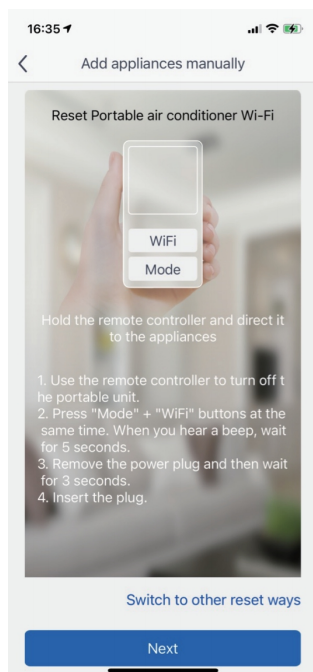 16:35
Add appliances manually
Reset Portable air conditioner Wi-Fi
WiFi
Mode
Hold the remote controller and direct it
to the appliances
1. Use the remote controller to turn off t
he portable unit.
2. Press "Mode" + "WiFi" buttons at the
same time. When you hear a beep, wait
for 5 seconds.
3. Remove the power plug and then wait
for 3 seconds.
4. Insert the plug.
Switch to other reset ways
Next